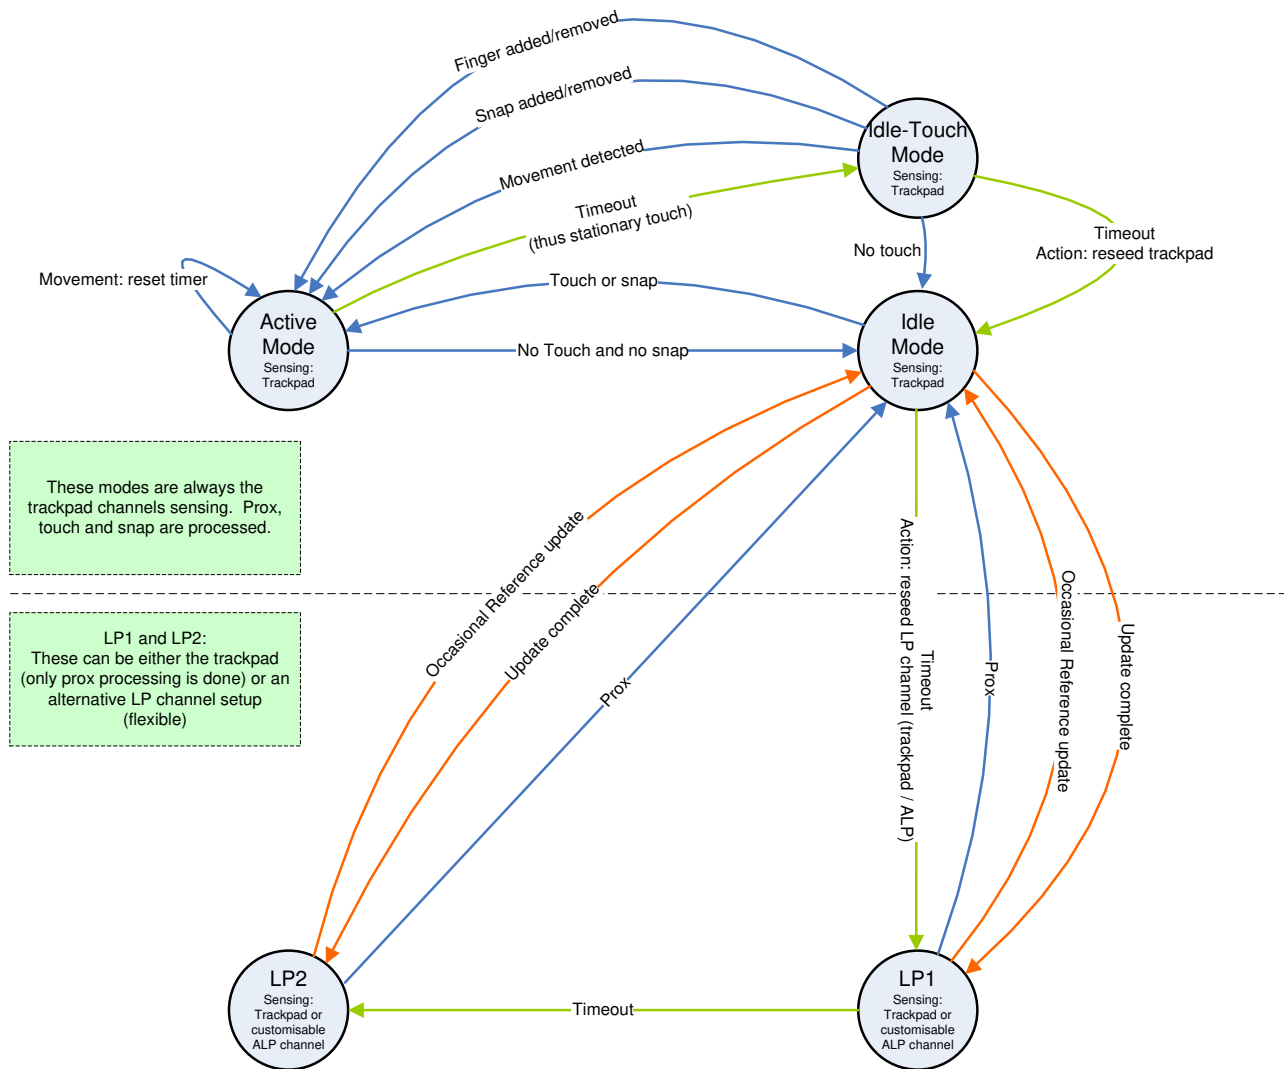 Finger added/removed
Snap added/removed
Movement detected
Timeout
(thus stationary touch)
Idle-Touch
Mode
Sensing:
Trackpad
No touch
Timeout
Action: reseed trackpad
Movement: reset timer
Touch or snap
Active
Mode
Sensing:
Trackpad
No Touch and no snap
Idle
Mode
Sensing:
Trackpad
These modes are always the
trackpad channels sensing.  Prox,
touch and snap are processed.
LP1 and LP2:
These can be either the trackpad
(only prox processing is done) or an
alternative LP channel setup
(flexible)
Occasional Reference update
Update complete
Prox
Timeout
Action: reseed LP channel (trackpad / ALP)
Prox
Occasional Reference update
Update complete
LP2
Sensing:
Trackpad or
customisable
ALP channel
Timeout
LP1
Sensing:
Trackpad or
customisable
ALP channel